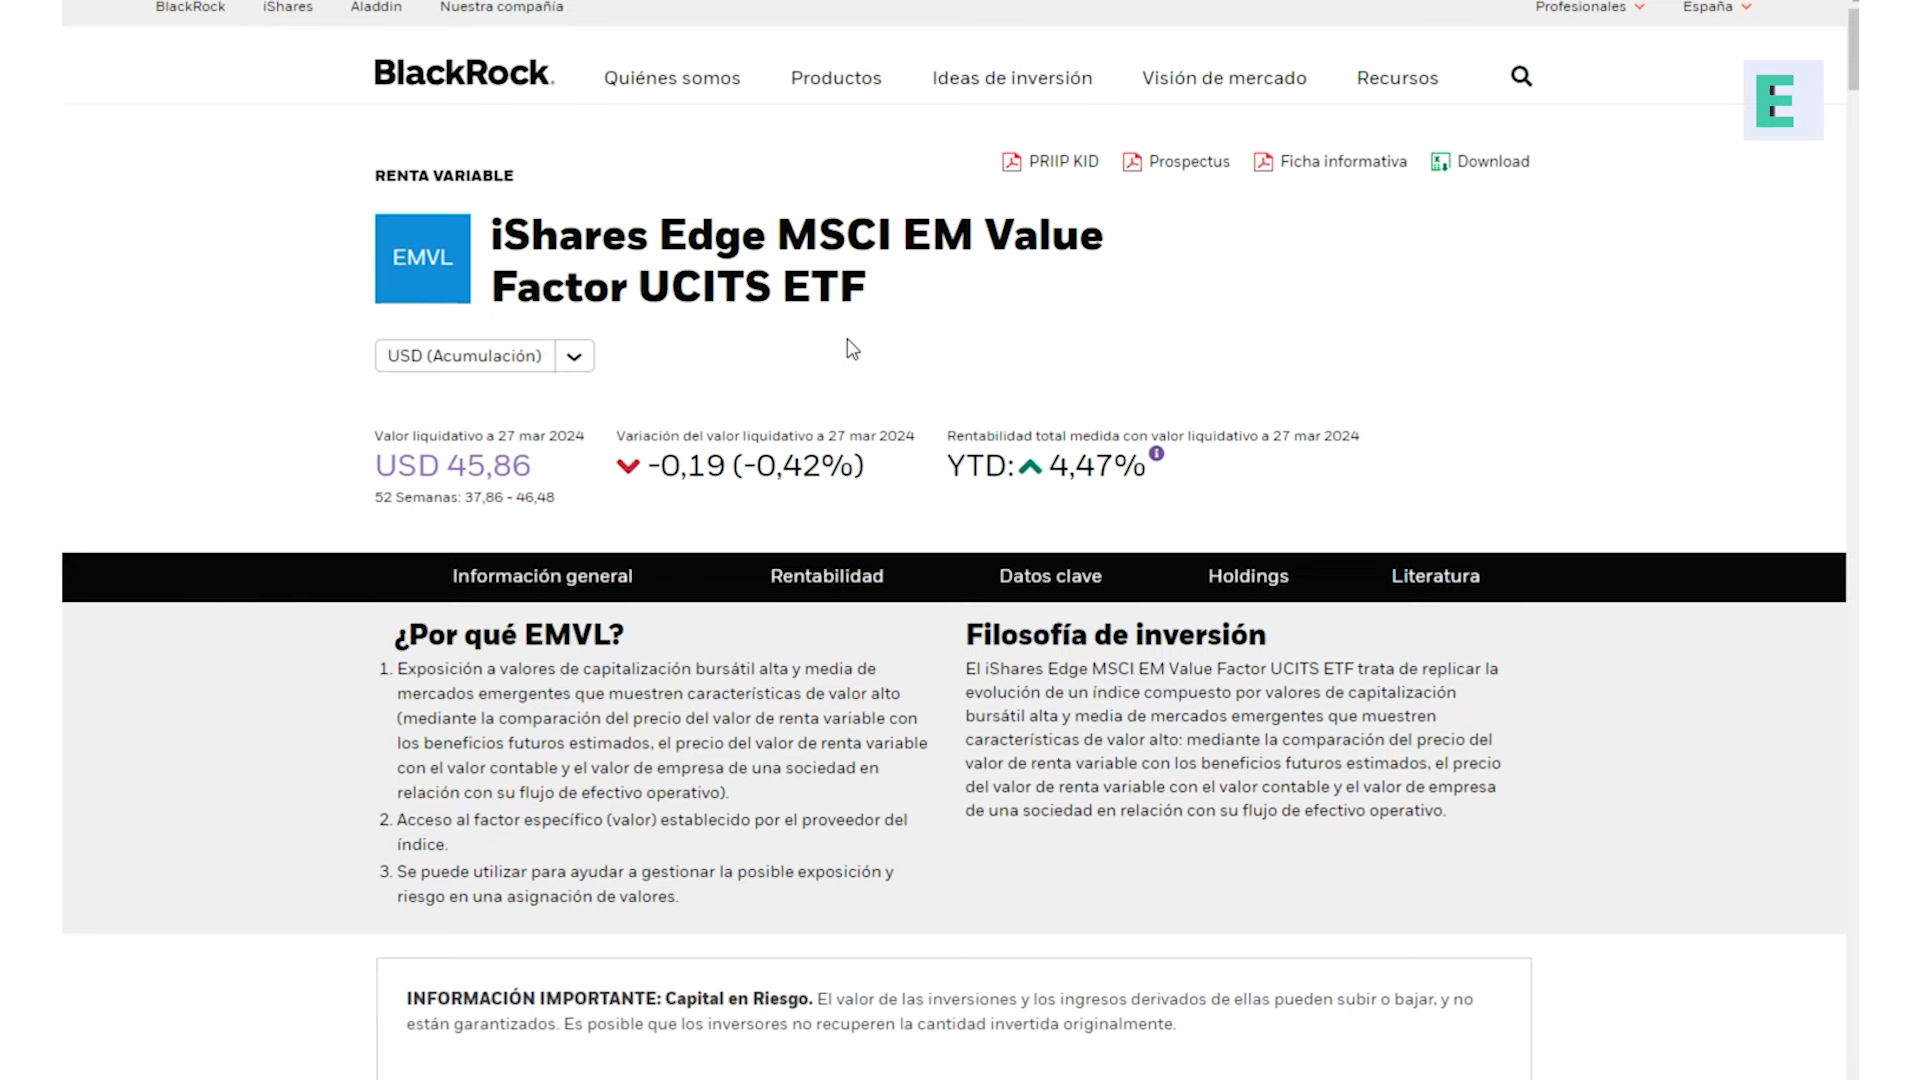 BlackRock iShares Aladdin Nuestra compañía Profesionales España
BlackRock. Quiénes somos Productos Ideas de inversión Visión de mercado Recursos
E
PRIIP KID Prospectus Ficha informativa Download
RENTA VARIABLE
EMVL
iShares Edge MSCI EM Value
Factor UCITS ETF
USD (Acumulación)
Valor liquidativo a 27 mar 2024
USD 45,86
52 Semanas: 37,86 - 46,48
Variación del valor liquidativo a 27 mar 2024
-0,19 (-0,42%)
Rentabilidad total medida con valor liquidativo a 27 mar 2024
YTD: 4,47%
Información general Rentabilidad Datos clave Holdings Literatura
¿Por qué EMVL?
1. Exposición a valores de capitalización bursátil alta y media de
mercados emergentes que muestren características de valor alto
(mediante la comparación del precio del valor de renta variable con
los beneficios futuros estimados, el precio del valor de renta variable
con el valor contable y el valor de empresa de una sociedad en
relación con su flujo de efectivo operativo).
2. Acceso al factor específico (valor) establecido por el proveedor del
índice.
3. Se puede utilizar para ayudar a gestionar la posible exposición y
riesgo en una asignación de valores.
Filosofía de inversión
El iShares Edge MSCI EM Value Factor UCITS ETF trata de replicar la
evolución de un índice compuesto por valores de capitalización
bursátil alta y media de mercados emergentes que muestren
características de valor alto: mediante la comparación del precio del
valor de renta variable con los beneficios futuros estimados, el precio
del valor de renta variable con el valor contable y el valor de empresa
de una sociedad en relación con su flujo de efectivo operativo.
INFORMACIÓN IMPORTANTE: Capital en Riesgo. El valor de las inversiones y los ingresos derivados de ellas pueden subir o bajar, y no
están garantizados. Es posible que los inversores no recuperen la cantidad invertida originalmente.